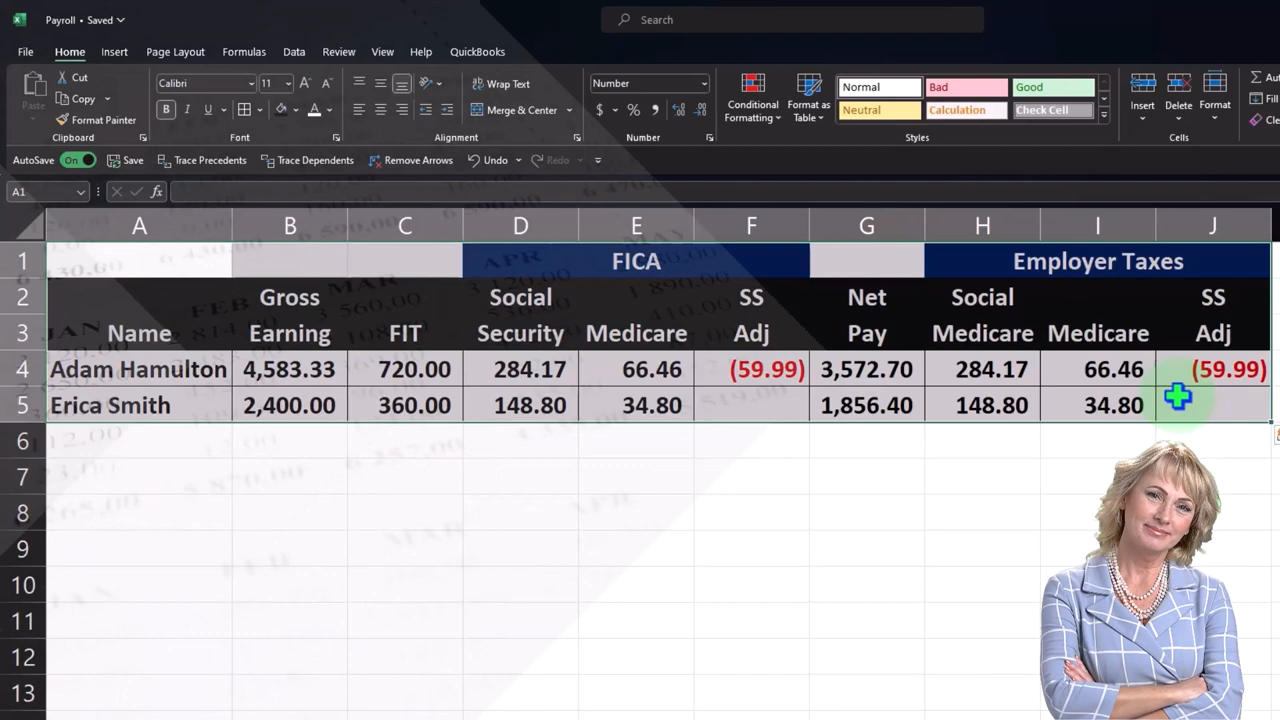 Payroll • Saved
Search
File Home Insert Page Layout Formulas Data Review View Help QuickBooks
Paste
Cut
Copy
Format Painter
Clipboard
Calibri 11
B I U
Font
Wrap Text
Merge & Center
Alignment
Number
$ % ,
Number
Conditional Formatting
Format as Table
Normal Bad Good
Neutral Calculation Check Cell
Styles
Insert Delete Format
Cells
AutoSave On Save Trace Precedents Trace Dependents Remove Arrows Undo Redo
A1 fx
A B C D E F G H I J
1 FICA Employer Taxes
2 Gross Social SS Net Social SS
3 Name Earning FIT Security Medicare Adj Pay Medicare Medicare Adj
4 Adam Hamulton 4,583.33 720.00 284.17 66.46 (59.99) 3,572.70 284.17 66.46 (59.99)
5 Erica Smith 2,400.00 360.00 148.80 34.80 1,856.40 148.80 34.80
6
7
8
9
10
11
12
13